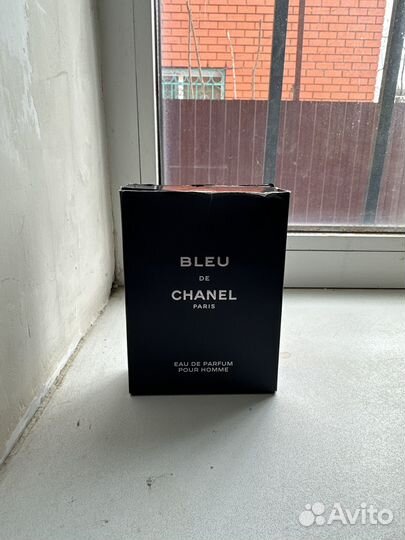 BLEU
DE
CHANEL
PARIS
EAU DE PARFUM
POUR HOMME
Avito